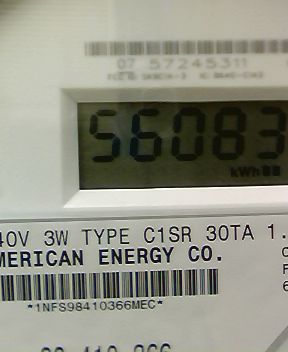 07 57245311
56083
kWh
40V 3W TYPE C1SR 30TA 1.
MERICAN ENERGY CO.
*1NFS98410366MEC*